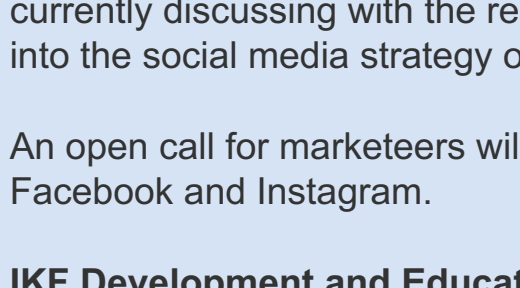 currently discussing with the re
into the social media strategy o
An open call for marketeers wil
Facebook and Instagram.
IKF Development and Educat